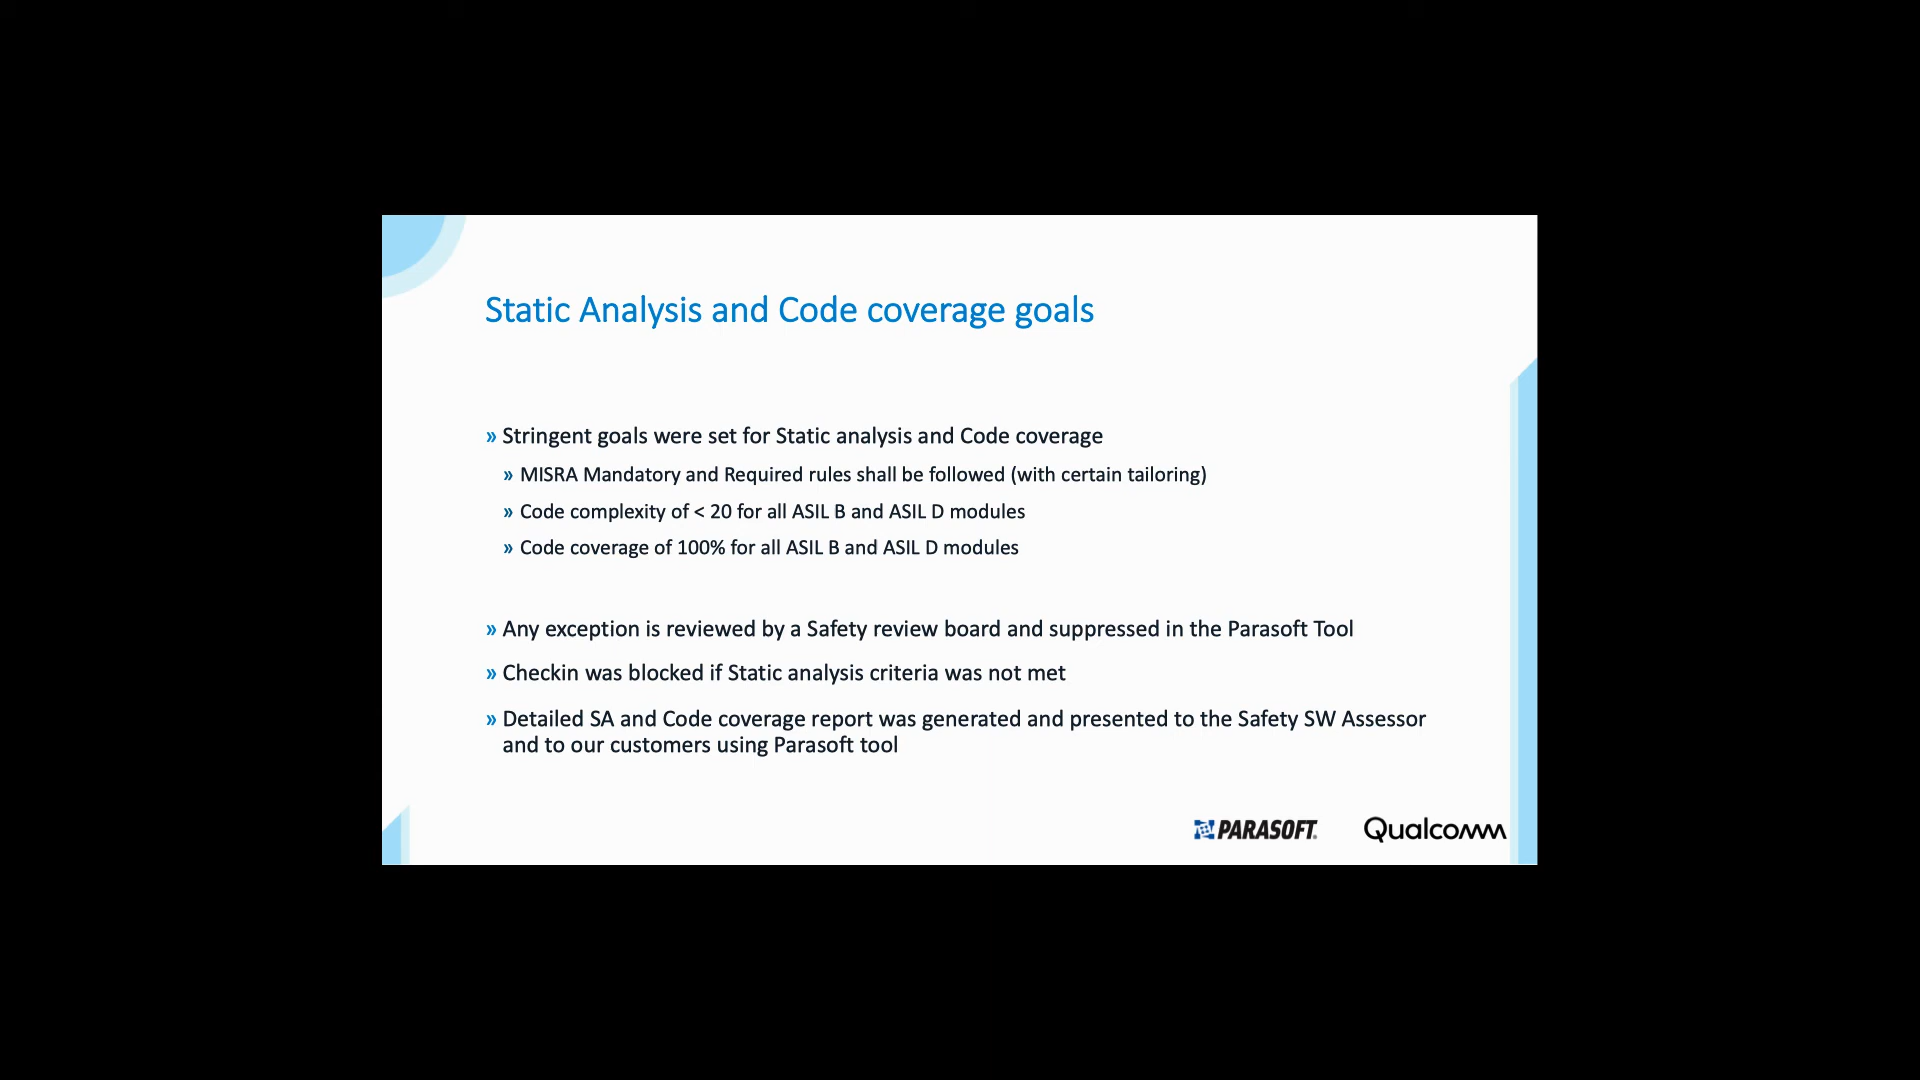 Static Analysis and Code coverage goals
» Stringent goals were set for Static analysis and Code coverage
» MISRA Mandatory and Required rules shall be followed (with certain tailoring)
» Code complexity of < 20 for all ASIL B and ASIL D modules
» Code coverage of 100% for all ASIL B and ASIL D modules
» Any exception is reviewed by a Safety review board and suppressed in the Parasoft Tool
» Checkin was blocked if Static analysis criteria was not met
» Detailed SA and Code coverage report was generated and presented to the Safety SW Assessor
and to our customers using Parasoft tool
PARASOFT. Qualcomm